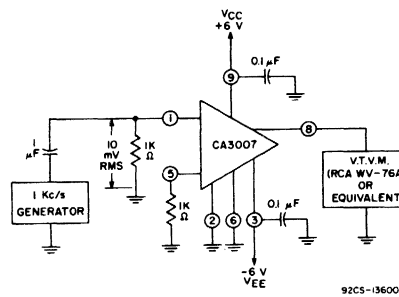 VCC
+6 V
0.1 µF
9
1
8
1
µF
10
mV
RMS
1K
Ω
CA3007
5
1 Kc/s
GENERATOR
1K
Ω
2
6
3
0.1 µF
V.T.V.M.
(RCA WV-76A
OR
EQUIVALENT
-6 V
VEE
92CS-13600